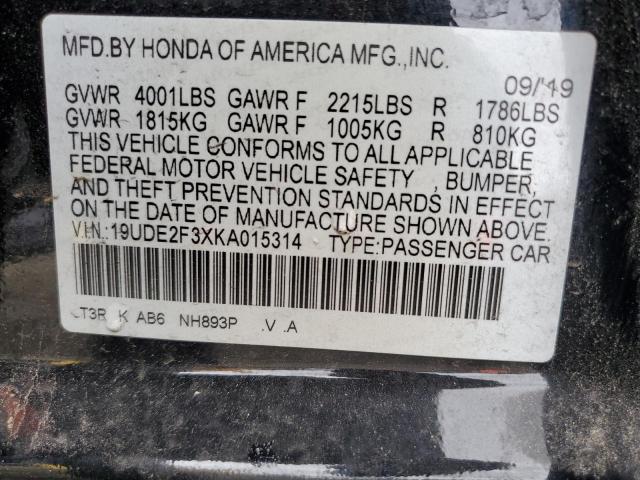 MFD.BY HONDA OF AMERICA MFG.,INC.
09/'19
GVWR 4001LBS GAWR F 2215LBS R 1786LBS
GVWR 1815KG GAWR F 1005KG R 810KG
THIS VEHICLE CONFORMS TO ALL APPLICABLE
FEDERAL MOTOR VEHICLE SAFETY , BUMPER,
AND THEFT PREVENTION STANDARDS IN EFFECT
ON THE DATE OF MANUFACTURE SHOWN ABOVE.
V.I.N.:19UDE2F3XKA015314 TYPE:PASSENGER CAR
T3R K AB6 NH893P .V .A